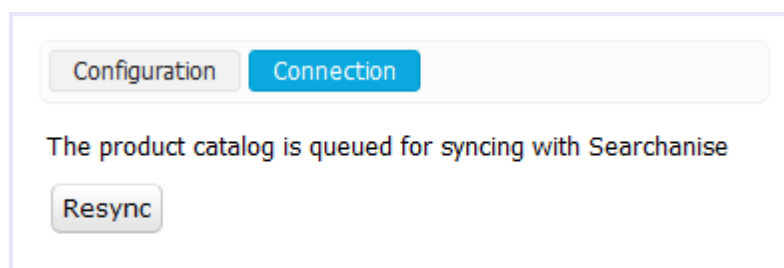 Configuration Connection
The product catalog is queued for syncing with Searchanise
Resync